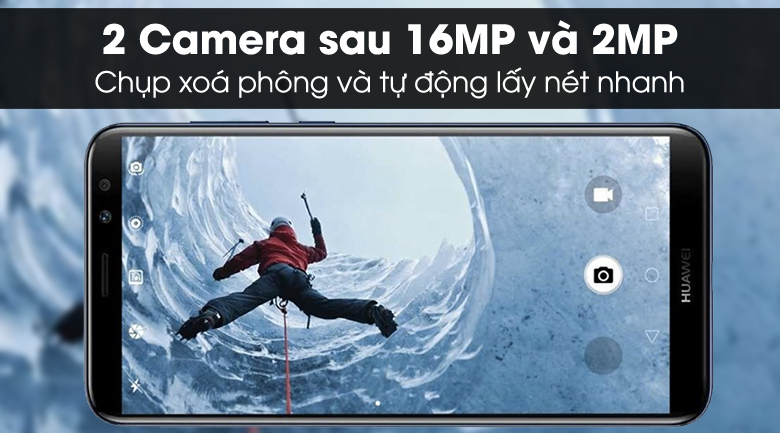 2 Camera sau 16MP và 2MP
Chụp xoá phông và tự động lấy nét nhanh
HUAWEI